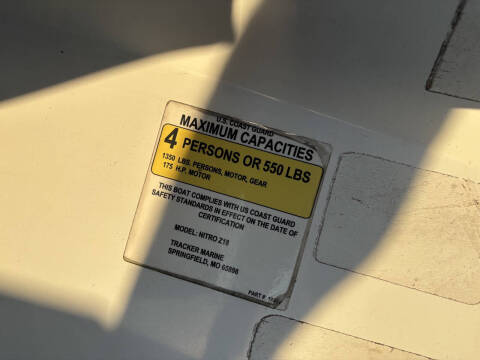 U.S. COAST GUARD
MAXIMUM CAPACITIES
4 PERSONS OR 550 LBS
1350 LBS. PERSONS, MOTOR, GEAR
175 H.P. MOTOR
THIS BOAT COMPLIES WITH US COAST GUARD
SAFETY STANDARDS IN EFFECT ON THE DATE OF
CERTIFICATION
MODEL: NITRO Z18
TRACKER MARINE
SPRINGFIELD, MO 65898
PART #